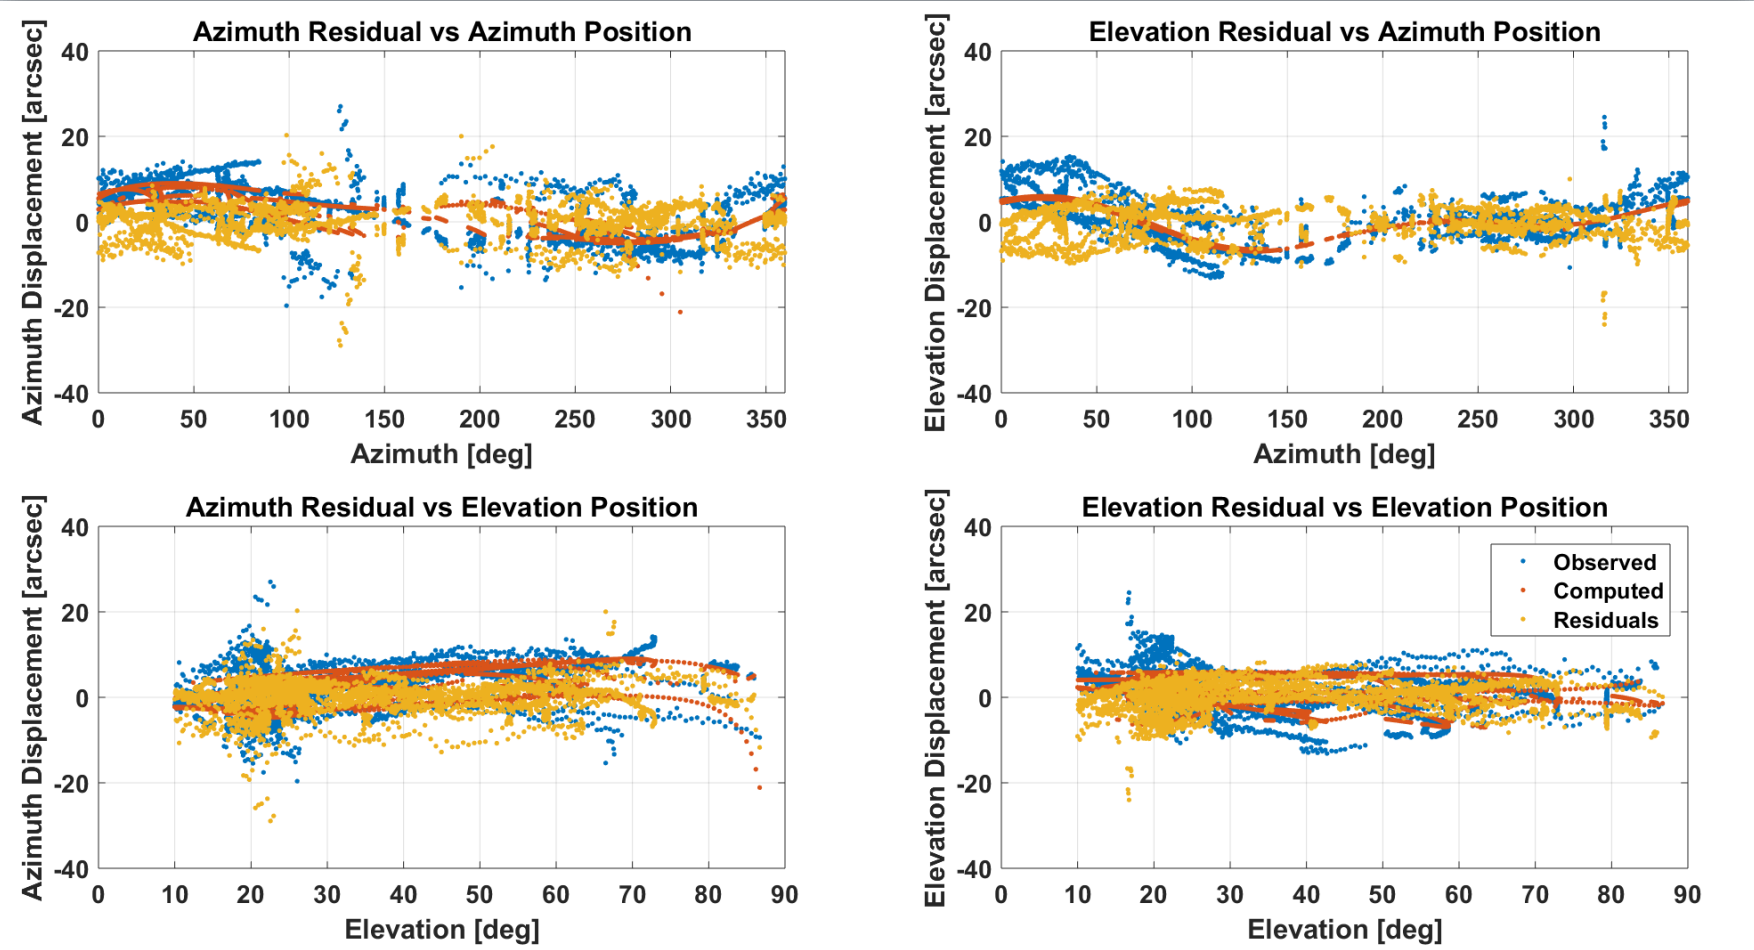 Azimuth Residual vs Azimuth Position
Azimuth Displacement [arcsec]
40
20
0
-20
-40
0 50 100 150 200 250 300 350
Azimuth [deg]
Elevation Residual vs Azimuth Position
Elevation Displacement [arcsec]
40
20
0
-20
-40
0 50 100 150 200 250 300 350
Azimuth [deg]
Azimuth Residual vs Elevation Position
Azimuth Displacement [arcsec]
40
20
0
-20
-40
0 10 20 30 40 50 60 70 80 90
Elevation [deg]
Elevation Residual vs Elevation Position
Elevation Displacement [arcsec]
40
20
0
-20
-40
0 10 20 30 40 50 60 70 80 90
Elevation [deg]
Observed
Computed
Residuals